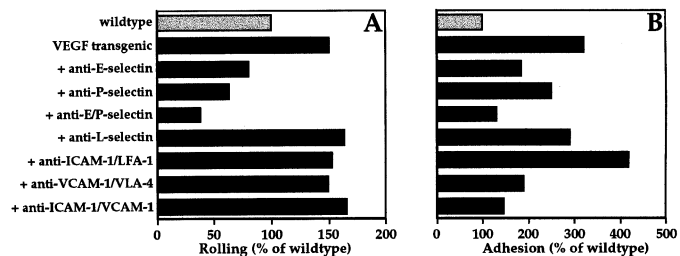 A
B
wildtype
VEGF transgenic
+ anti-E-selectin
+ anti-P-selectin
+ anti-E/P-selectin
+ anti-L-selectin
+ anti-ICAM-1/LFA-1
+ anti-VCAM-1/VLA-4
+ anti-ICAM-1/VCAM-1
0 50 100 150 200
Rolling (% of wildtype)
0 100 200 300 400 500
Adhesion (% of wildtype)